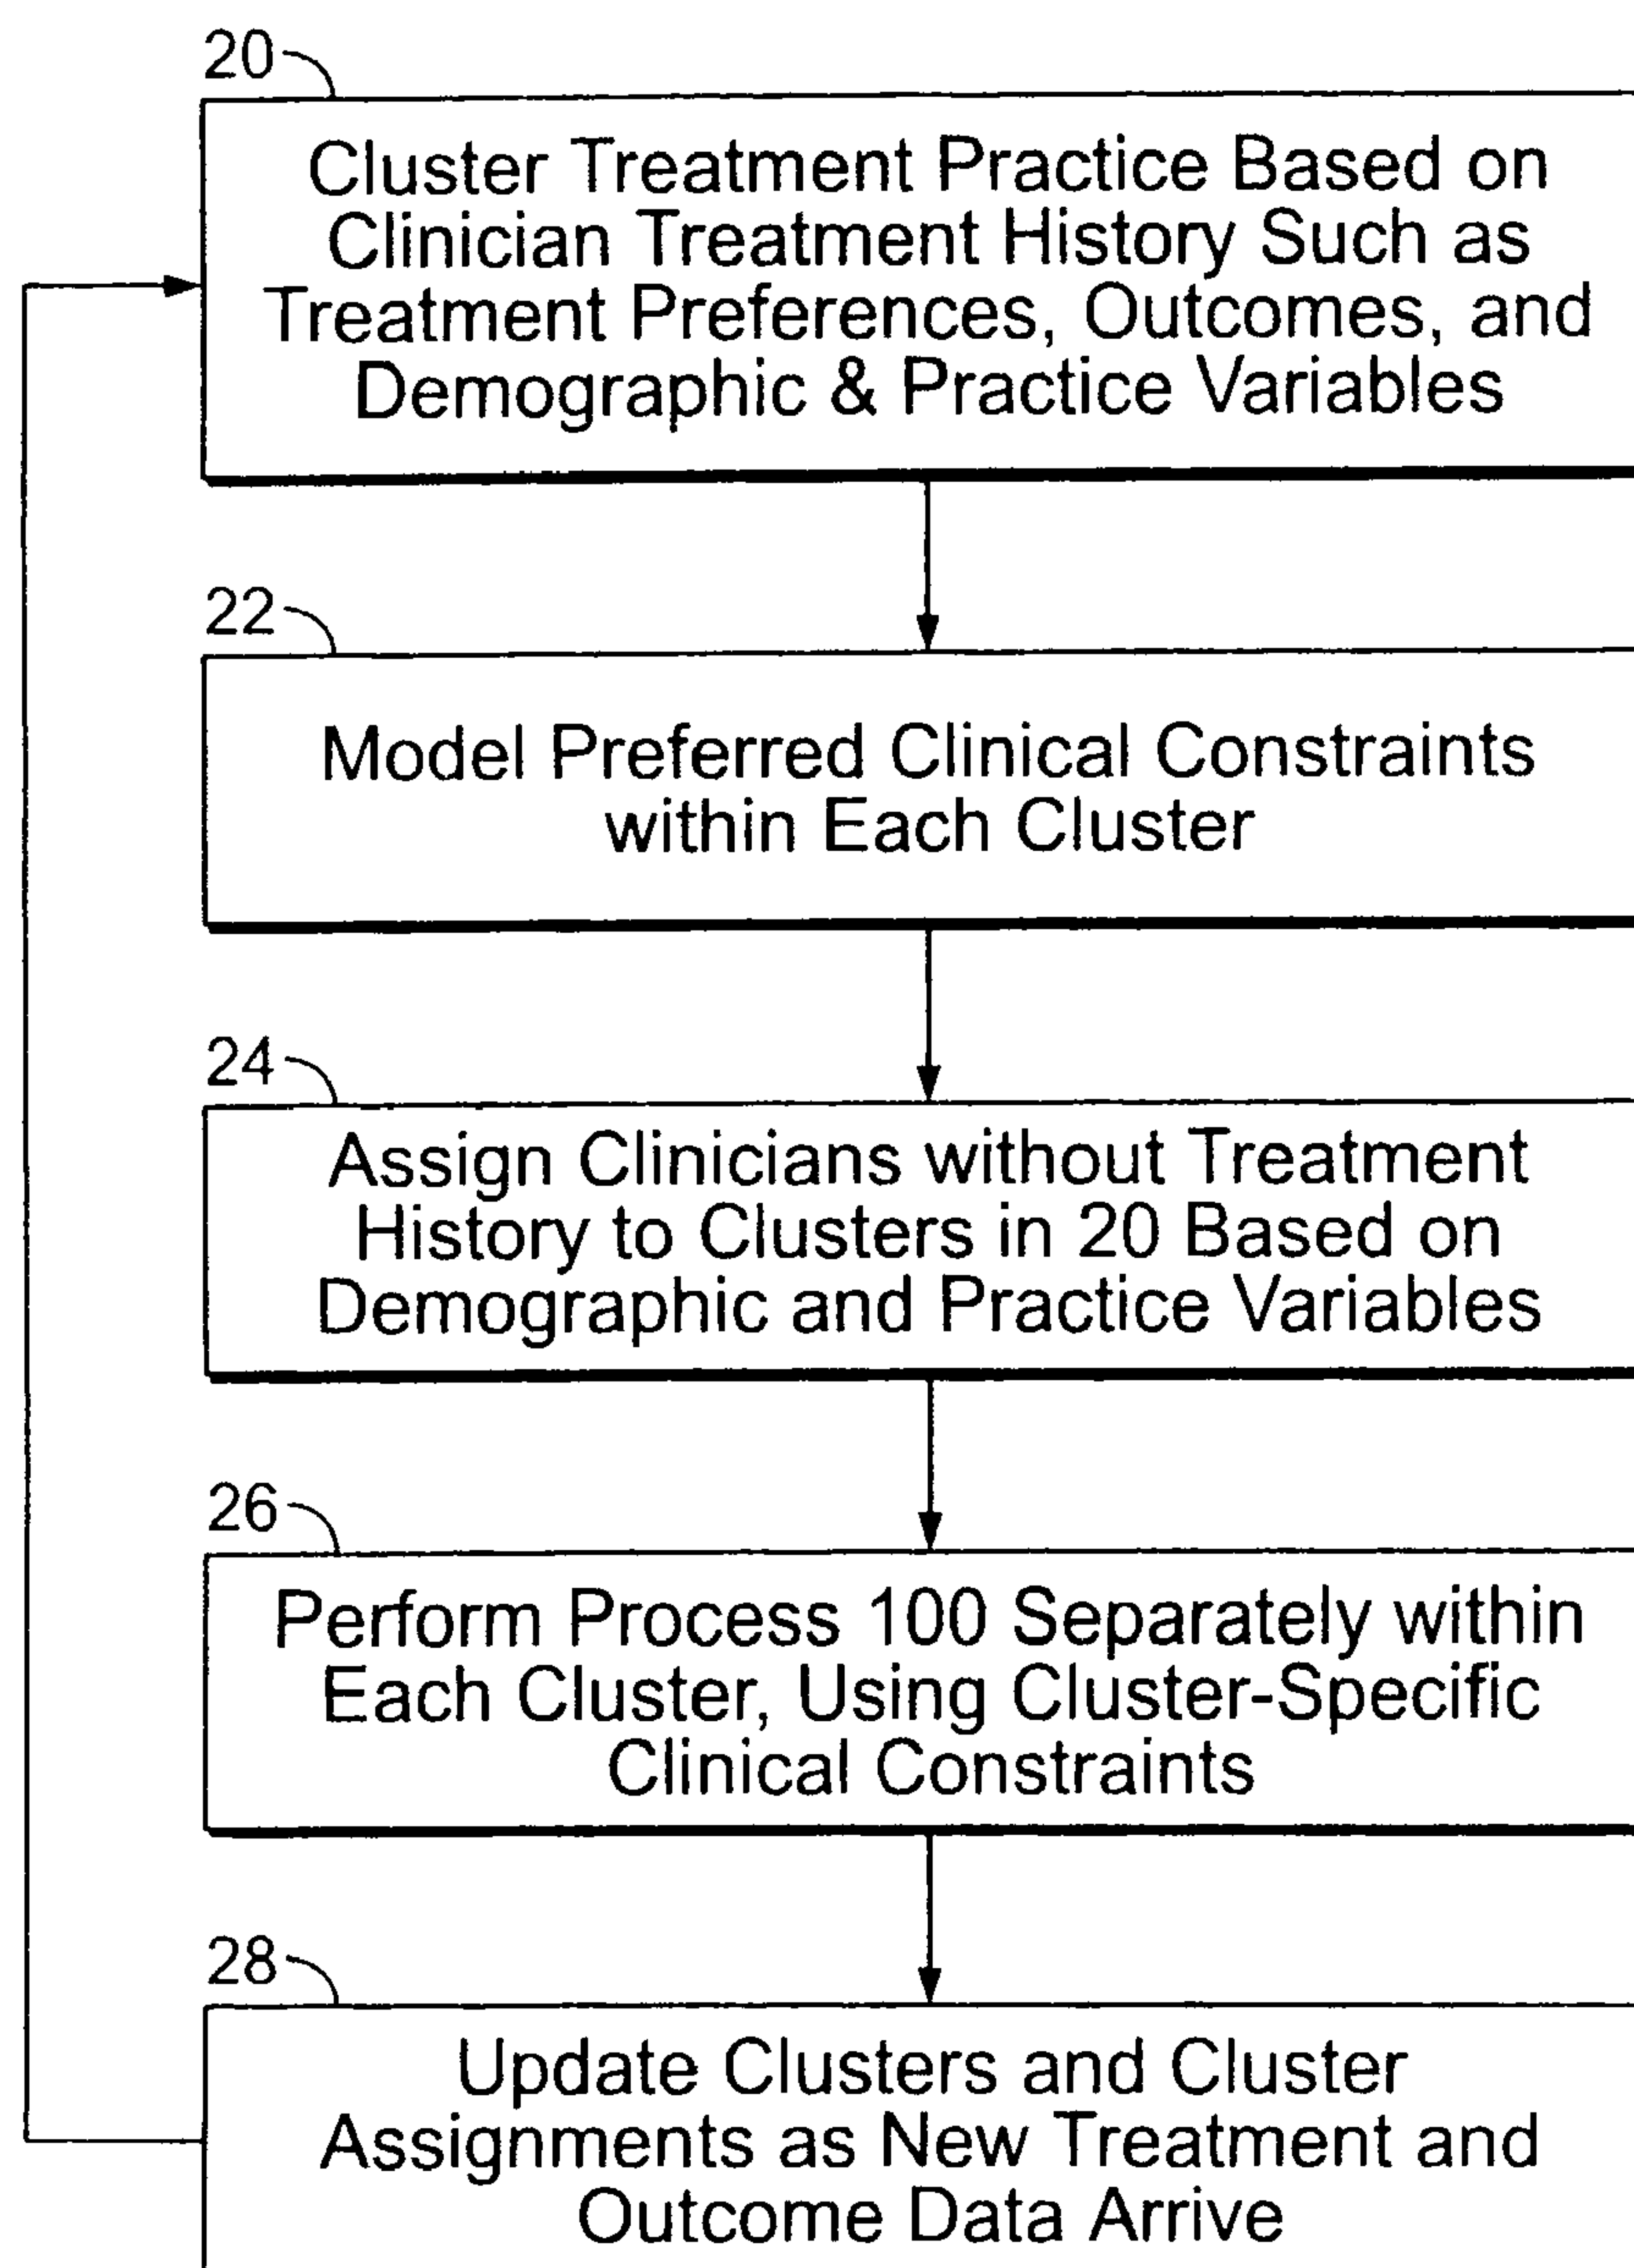 20
Cluster Treatment Practice Based on
Clinician Treatment History Such as
Treatment Preferences, Outcomes, and
Demographic & Practice Variables
22
Model Preferred Clinical Constraints
within Each Cluster
24
Assign Clinicians without Treatment
History to Clusters in 20 Based on
Demographic and Practice Variables
26
Perform Process 100 Separately within
Each Cluster, Using Cluster-Specific
Clinical Constraints
28
Update Clusters and Cluster
Assignments as New Treatment and
Outcome Data Arrive